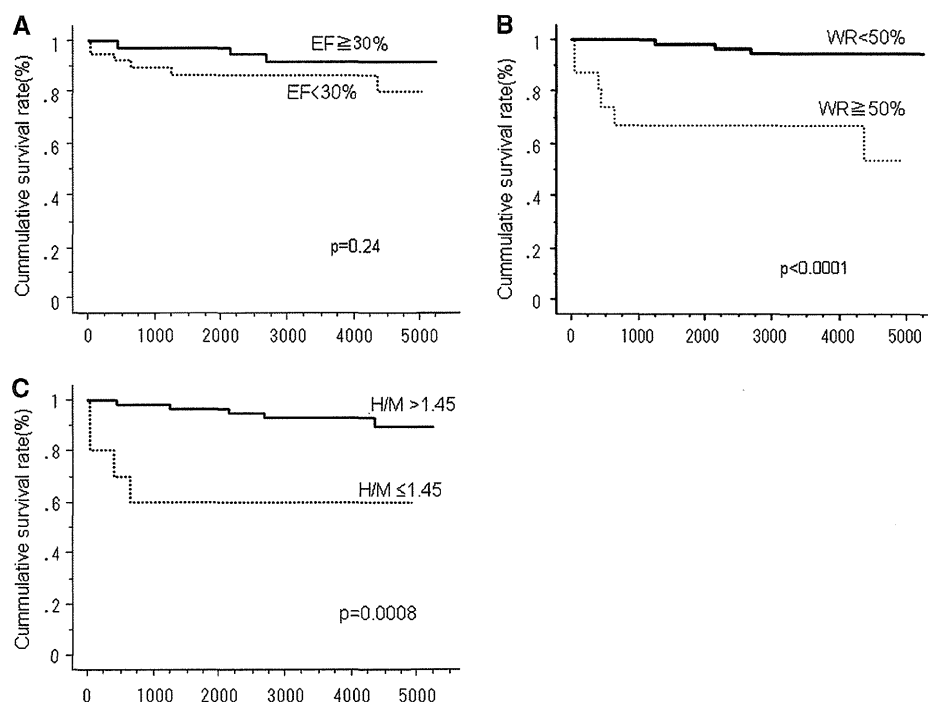 A
Cummulative survival rate(%)
1
.8
.6
.4
.2
0
EF≧30%
EF<30%
p=0.24
0 1000 2000 3000 4000 5000
B
Cummulative survival rate(%)
1
.8
.6
.4
.2
0
WR<50%
WR≧50%
p<0.0001
0 1000 2000 3000 4000 5000
C
Cummulative survival rate(%)
1
.8
.6
.4
.2
0
H/M >1.45
H/M ≤1.45
p=0.0008
0 1000 2000 3000 4000 5000